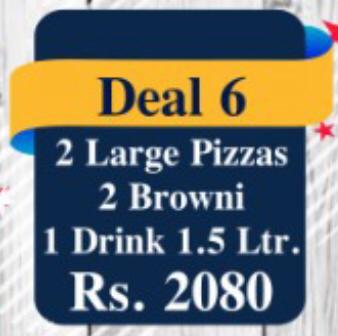 Deal 6
2 Large Pizzas
2 Browni
1 Drink 1.5 Ltr.
Rs. 2080